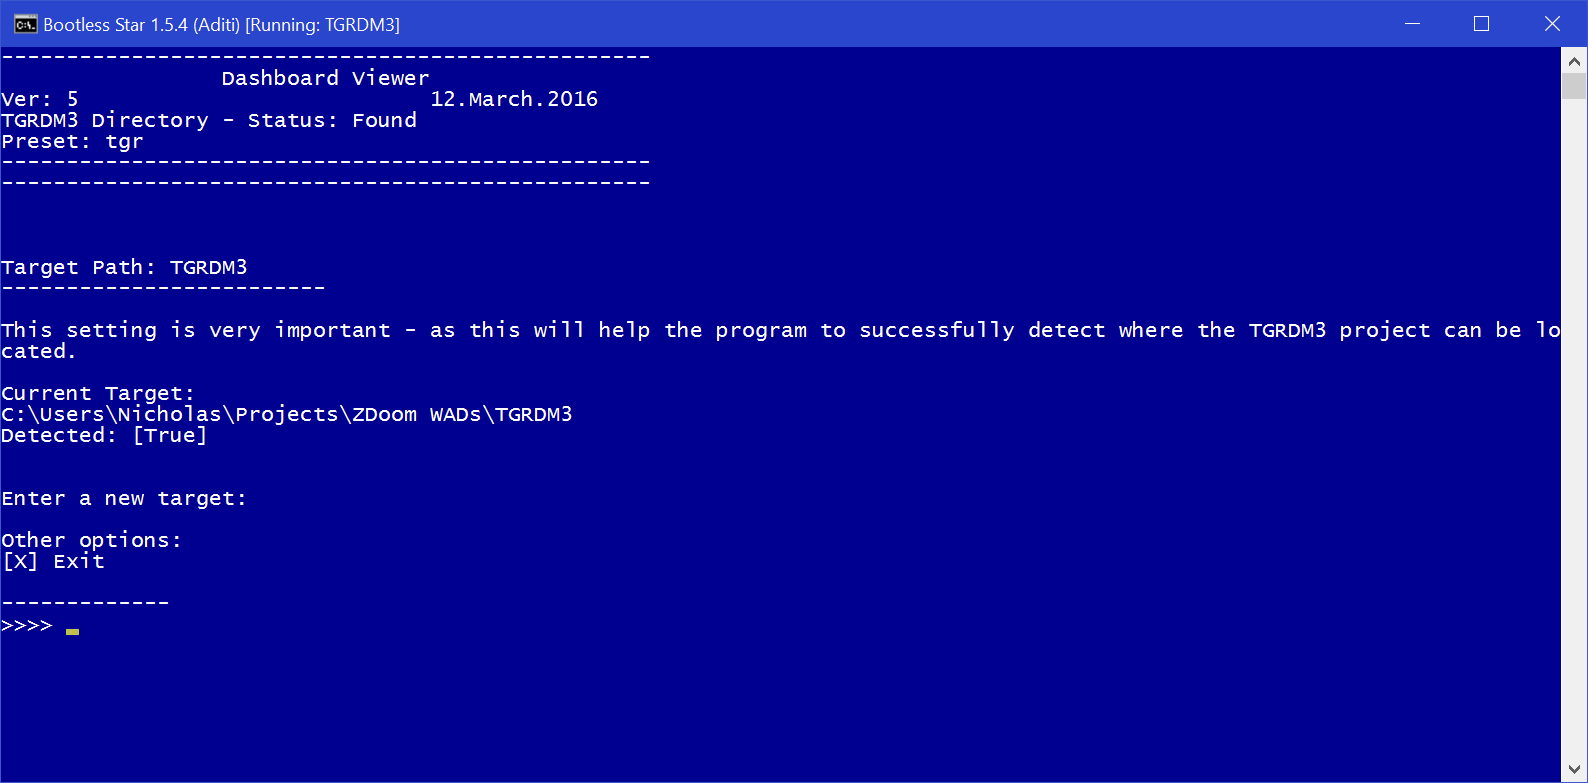 Bootless Star 1.5.4 (Aditi) [Running: TGRDM3]
--------------------------------------------------
Dashboard Viewer
Ver: 5 12.March.2016
TGRDM3 Directory - Status: Found
Preset: tgr
--------------------------------------------------
--------------------------------------------------
Target Path: TGRDM3
-------------------------
This setting is very important - as this will help the program to successfully detect where the TGRDM3 project can be lo
cated.
Current Target:
C:\Users\Nicholas\Projects\ZDoom WADs\TGRDM3
Detected: [True]
Enter a new target:
Other options:
[X] Exit
-------------
>>>> _